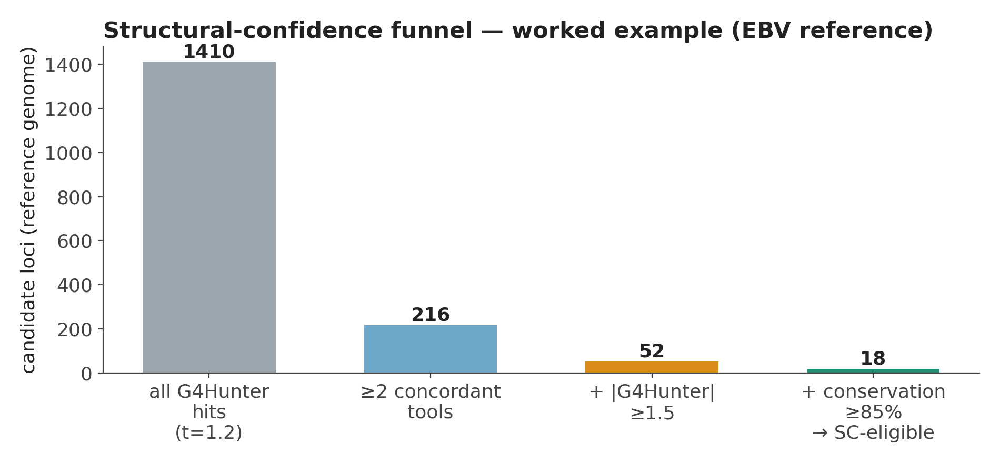 Structural-confidence funnel — worked example (EBV reference)
candidate loci (reference genome)
1400
1200
1000
800
600
400
200
0
1410
216
52
18
all G4Hunter
hits
(t=1.2)
≥2 concordant
tools
+ |G4Hunter|
≥1.5
+ conservation
≥85%
→ SC-eligible